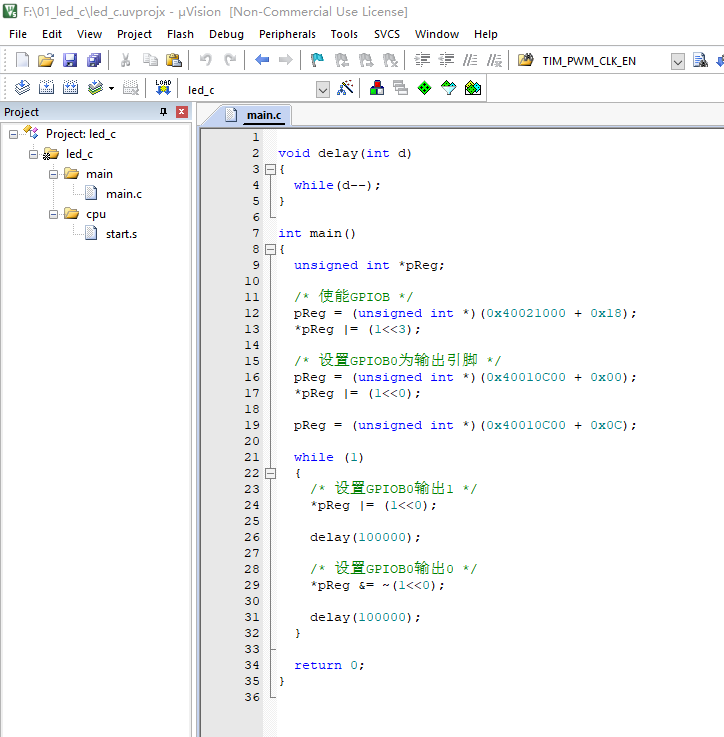 F:\01_led_c\led_c.uvprojx - µVision [Non-Commercial Use License]
File Edit View Project Flash Debug Peripherals Tools SVCS Window Help
TIM_PWM_CLK_EN
LOAD led_c
Project
main.c
Project: led_c
led_c
main
main.c
cpu
start.s
1
2 void delay(int d)
3 {
4 while(d--);
5 }
6
7 int main()
8 {
9 unsigned int *pReg;
10
11 /* 使能GPIOB */
12 pReg = (unsigned int *)(0x40021000 + 0x18);
13 *pReg |= (1<<3);
14
15 /* 设置GPIOB0为输出引脚 */
16 pReg = (unsigned int *)(0x40010C00 + 0x00);
17 *pReg |= (1<<0);
18
19 pReg = (unsigned int *)(0x40010C00 + 0x0C);
20
21 while (1)
22 {
23 /* 设置GPIOB0输出1 */
24 *pReg |= (1<<0);
25
26 delay(100000);
27
28 /* 设置GPIOB0输出0 */
29 *pReg &= ~(1<<0);
30
31 delay(100000);
32 }
33
34 return 0;
35 }
36